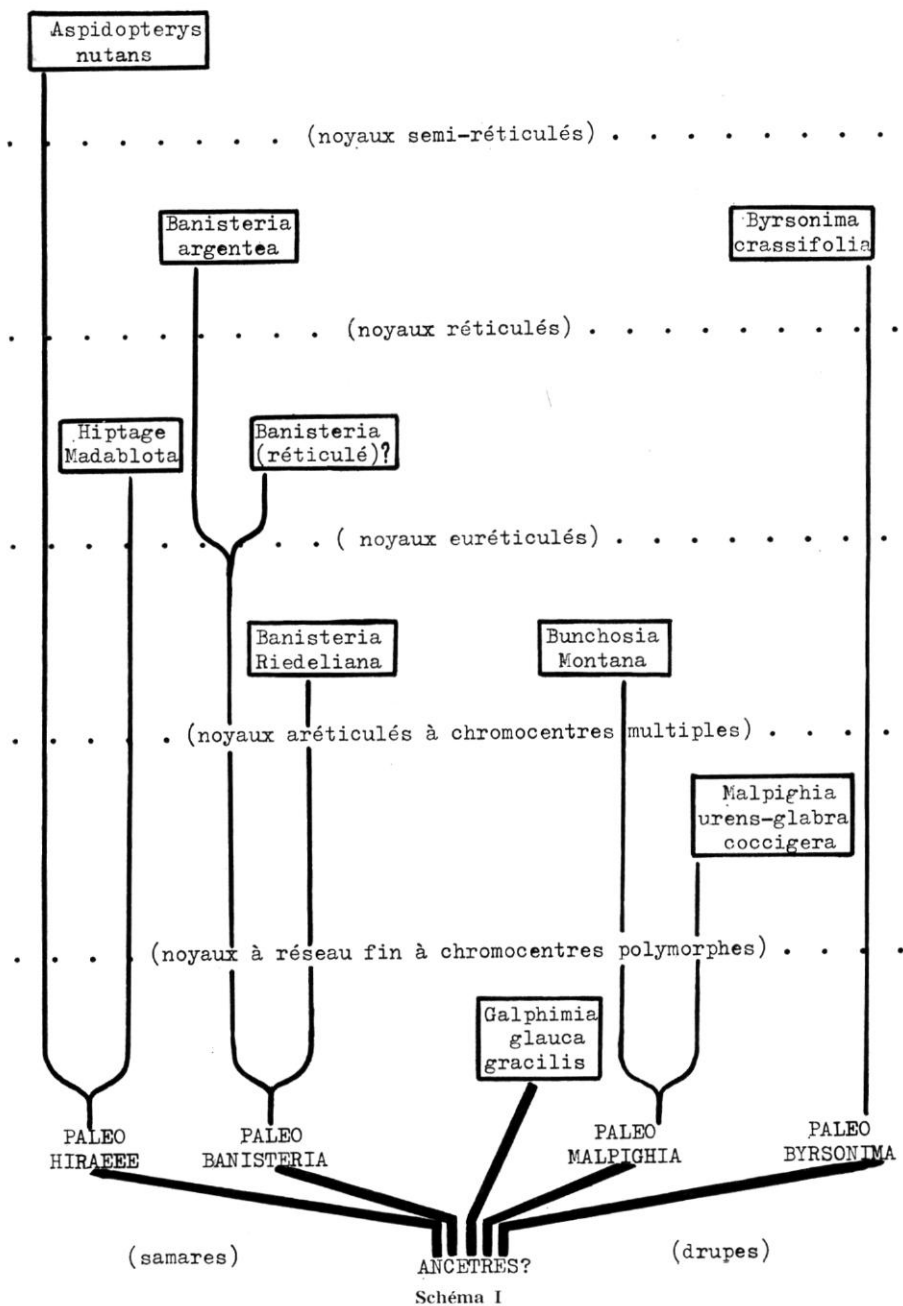 Aspidopterys
nutans
(noyaux semi-réticulés)
Banisteria
argentea
Byrsonima
crassifolia
(noyaux réticulés)
Hiptage
Madablota
Banisteria
(réticulé)?
( noyaux euréticulés)
Banisteria
Riedeliana
Bunchosia
Montana
(noyaux aréticulés à chromocentres multiples)
Malpighia
urens-glabra
coccigera
(noyaux à réseau fin à chromocentres polymorphes)
Galphimia
glauca
gracilis
PALEO
HIRAEEE
PALEO
BANISTERIA
PALEO
MALPIGHIA
PALEO
BYRSONIMA
(samares)
(drupes)
ANCETRES?
Schéma I